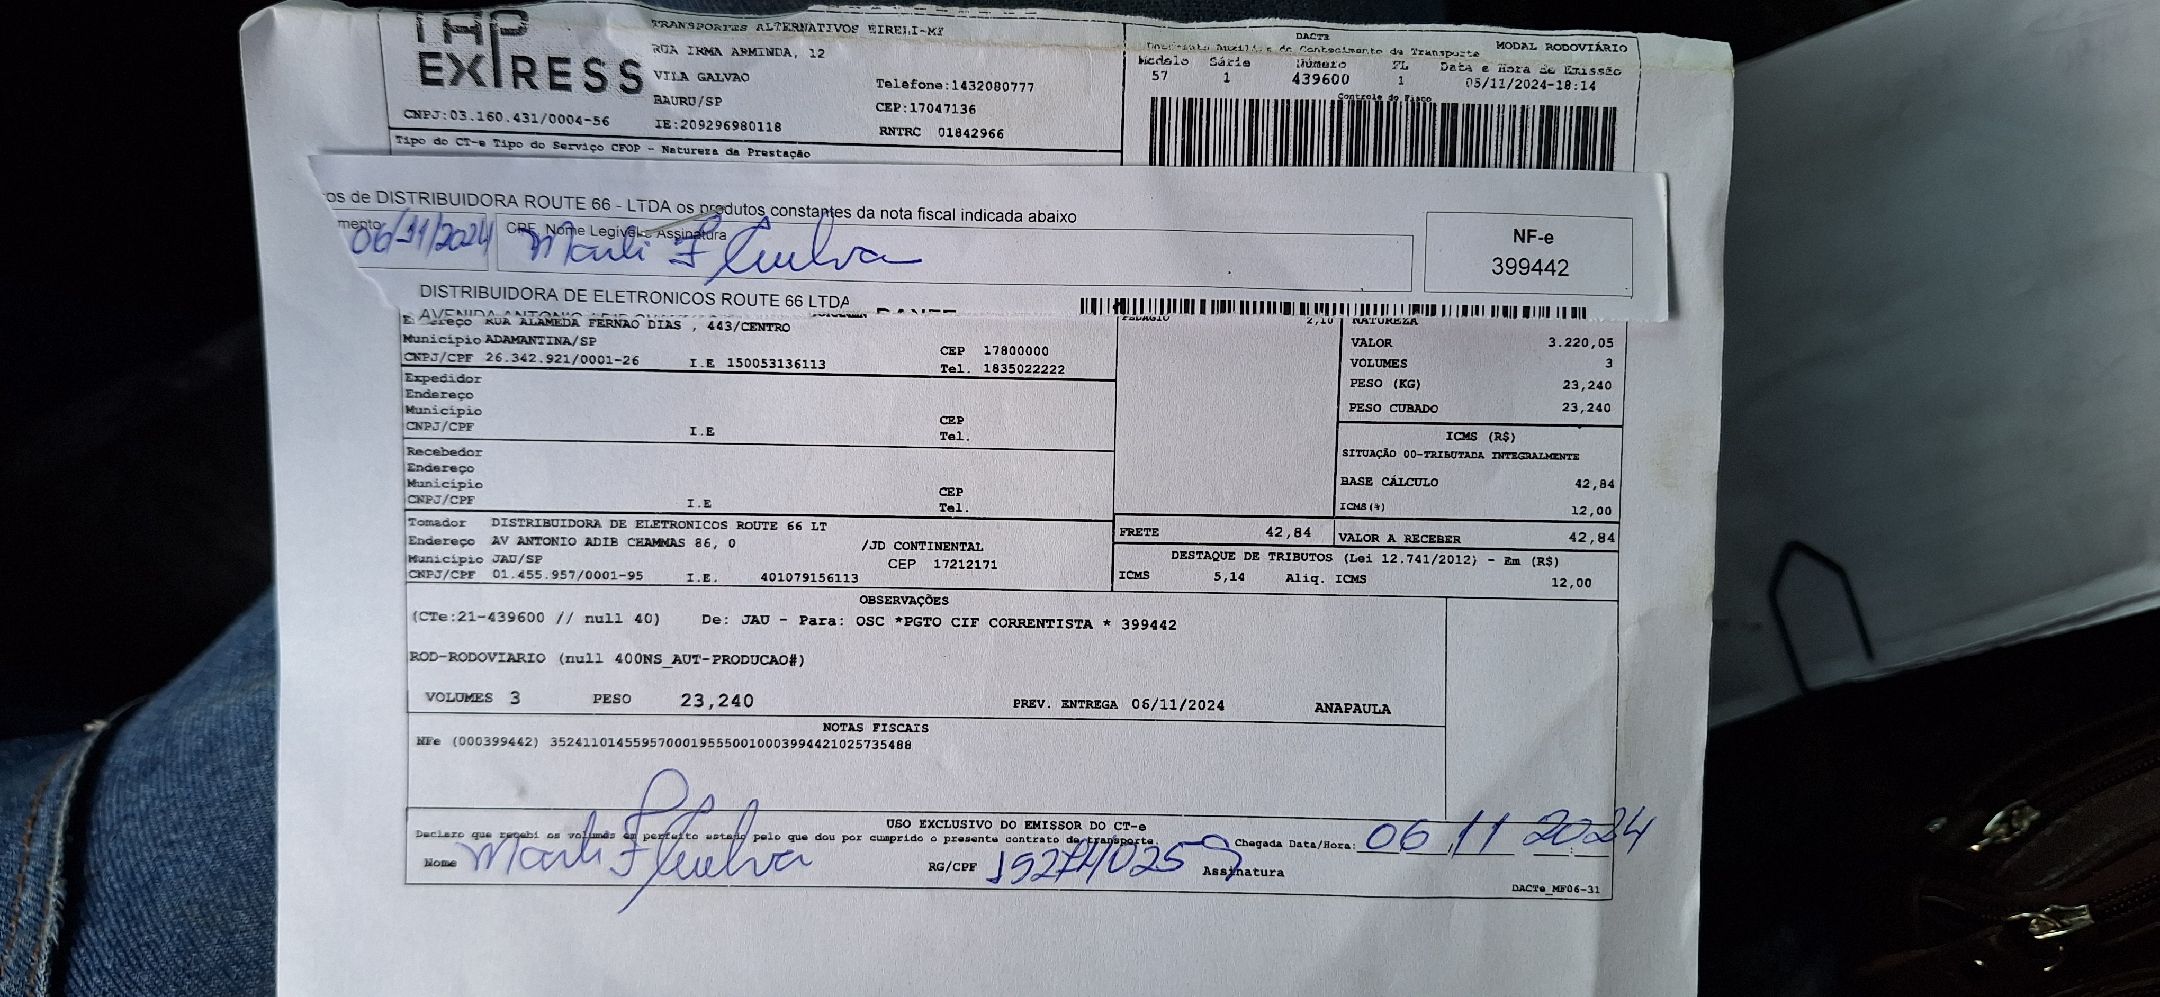 THP
EXPRESS
TRANSPORTES ALTERNATIVOS EIRELI-ME
RUA IRMA ARMINDA, 12
VILA GALVAO
BAURU/SP
Telefone:1432080777
CEP:17047136
CNPJ:03.160.431/0004-56
IE:209296980118
RNTRC 01842966
DACTE
Documento Auxiliar de Conhecimento de Transporte MODAL RODOVIÁRIO
Modelo Série Número FL Data e Hora de Emissão
57 1 439600 1 05/11/2024-18:14
Controle do Fisco
Tipo do CT-e Tipo do Serviço CFOP - Natureza da Prestação
os de DISTRIBUIDORA ROUTE 66 - LTDA os produtos constantes da nota fiscal indicada abaixo
mento 06/11/2024 CPF, Nome Legível e Assinatura
NF-e
399442
DISTRIBUIDORA DE ELETRONICOS ROUTE 66 LTDA
Endereço RUA ALAMEDA FERNAO DIAS , 443/CENTRO
Município ADAMANTINA/SP CEP 17800000
CNPJ/CPF 26.342.921/0001-26 I.E 150053136113 Tel. 1835022222
PEDAGIO 2,10
NATUREZA
VALOR 3.220,05
VOLUMES 3
PESO (KG) 23,240
PESO CUBADO 23,240
Expedidor
Endereço
Município CEP
CNPJ/CPF I.E Tel.
ICMS (R$)
SITUAÇÃO 00-TRIBUTADA INTEGRALMENTE
BASE CÁLCULO 42,84
ICMS(%) 12,00
Recebedor
Endereço
Município CEP
CNPJ/CPF I.E Tel.
Tomador DISTRIBUIDORA DE ELETRONICOS ROUTE 66 LT
Endereço AV ANTONIO ADIB CHAMMAS 86, 0 /JD CONTINENTAL
Município JAU/SP CEP 17212171
CNPJ/CPF 01.455.957/0001-95 I.E. 401079156113
FRETE 42,84 VALOR A RECEBER 42,84
DESTAQUE DE TRIBUTOS (Lei 12.741/2012) - Em (R$)
ICMS 5,14 Aliq. ICMS 12,00
OBSERVAÇÕES
(CTe:21-439600 // null 40) De: JAU - Para: OSC *PGTO CIF CORRENTISTA * 399442
ROD-RODOVIARIO (null 400NS_AUT-PRODUCAO#)
VOLUMES 3 PESO 23,240 PREV. ENTREGA 06/11/2024 ANAPAULA
NOTAS FISCAIS
NFe (000399442) 35241101455957000195550010003994421025735488
USO EXCLUSIVO DO EMISSOR DO CT-e
Declaro que recebi os volumes em perfeito estado pelo que dou por cumprido o presente contrato de transporte.
Chegada Data/Hora: 06 11 2024
Nome RG/CPF Assinatura
DACTe_MF06-31